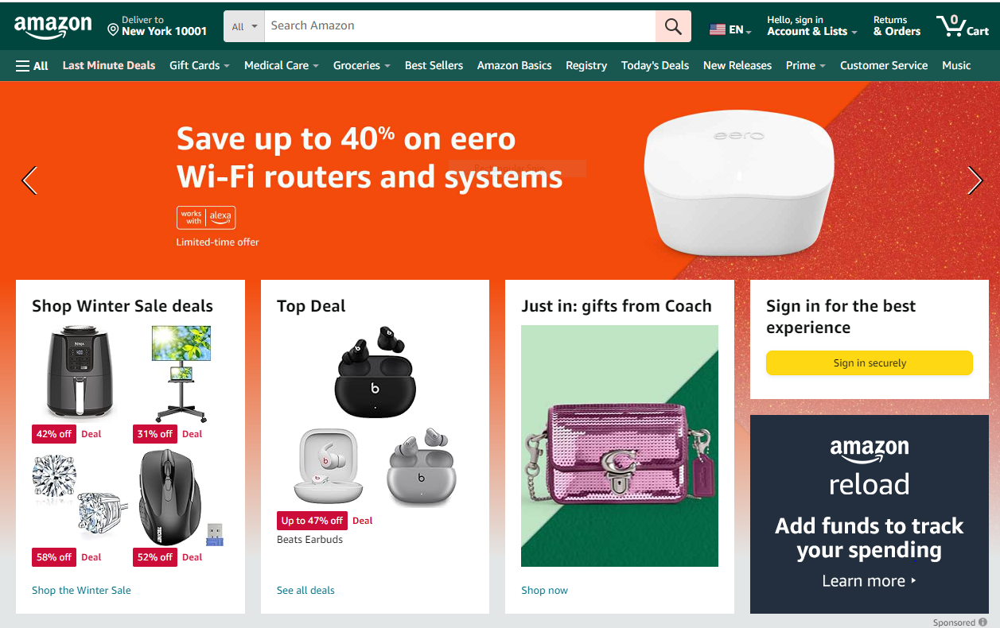 amazon
Deliver to
New York 10001
All
Search Amazon
EN
Hello, sign in
Account & Lists
Returns
& Orders
0
Cart
All
Last Minute Deals
Gift Cards
Medical Care
Groceries
Best Sellers
Amazon Basics
Registry
Today's Deals
New Releases
Prime
Customer Service
Music
Save up to 40% on eero
Wi-Fi routers and systems
works
with
alexa
Limited-time offer
eero
Shop Winter Sale deals
NINJA
42% off
Deal
31% off
Deal
58% off
Deal
52% off
Deal
Shop the Winter Sale
Top Deal
b
b
b
Up to 47% off
Deal
Beats Earbuds
See all deals
Just in: gifts from Coach
Shop now
Sign in for the best
experience
Sign in securely
amazon
reload
Add funds to track
your spending
Learn more
Sponsored